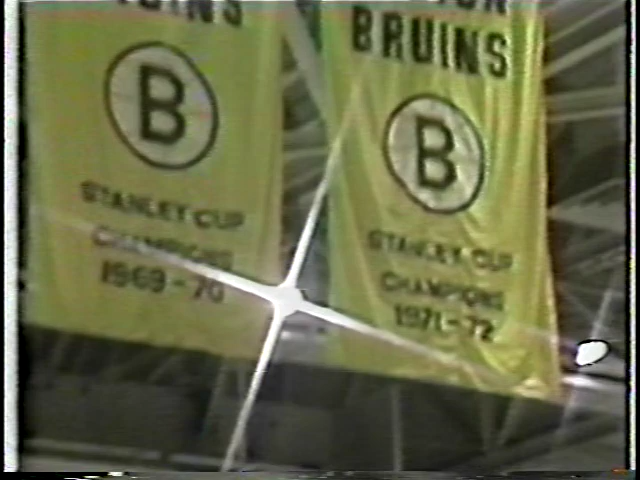 BRUINS
B
STANLEY CUP
CHAMPIONS
1969-70
BRUINS
B
STANLEY CUP
CHAMPIONS
1971-72